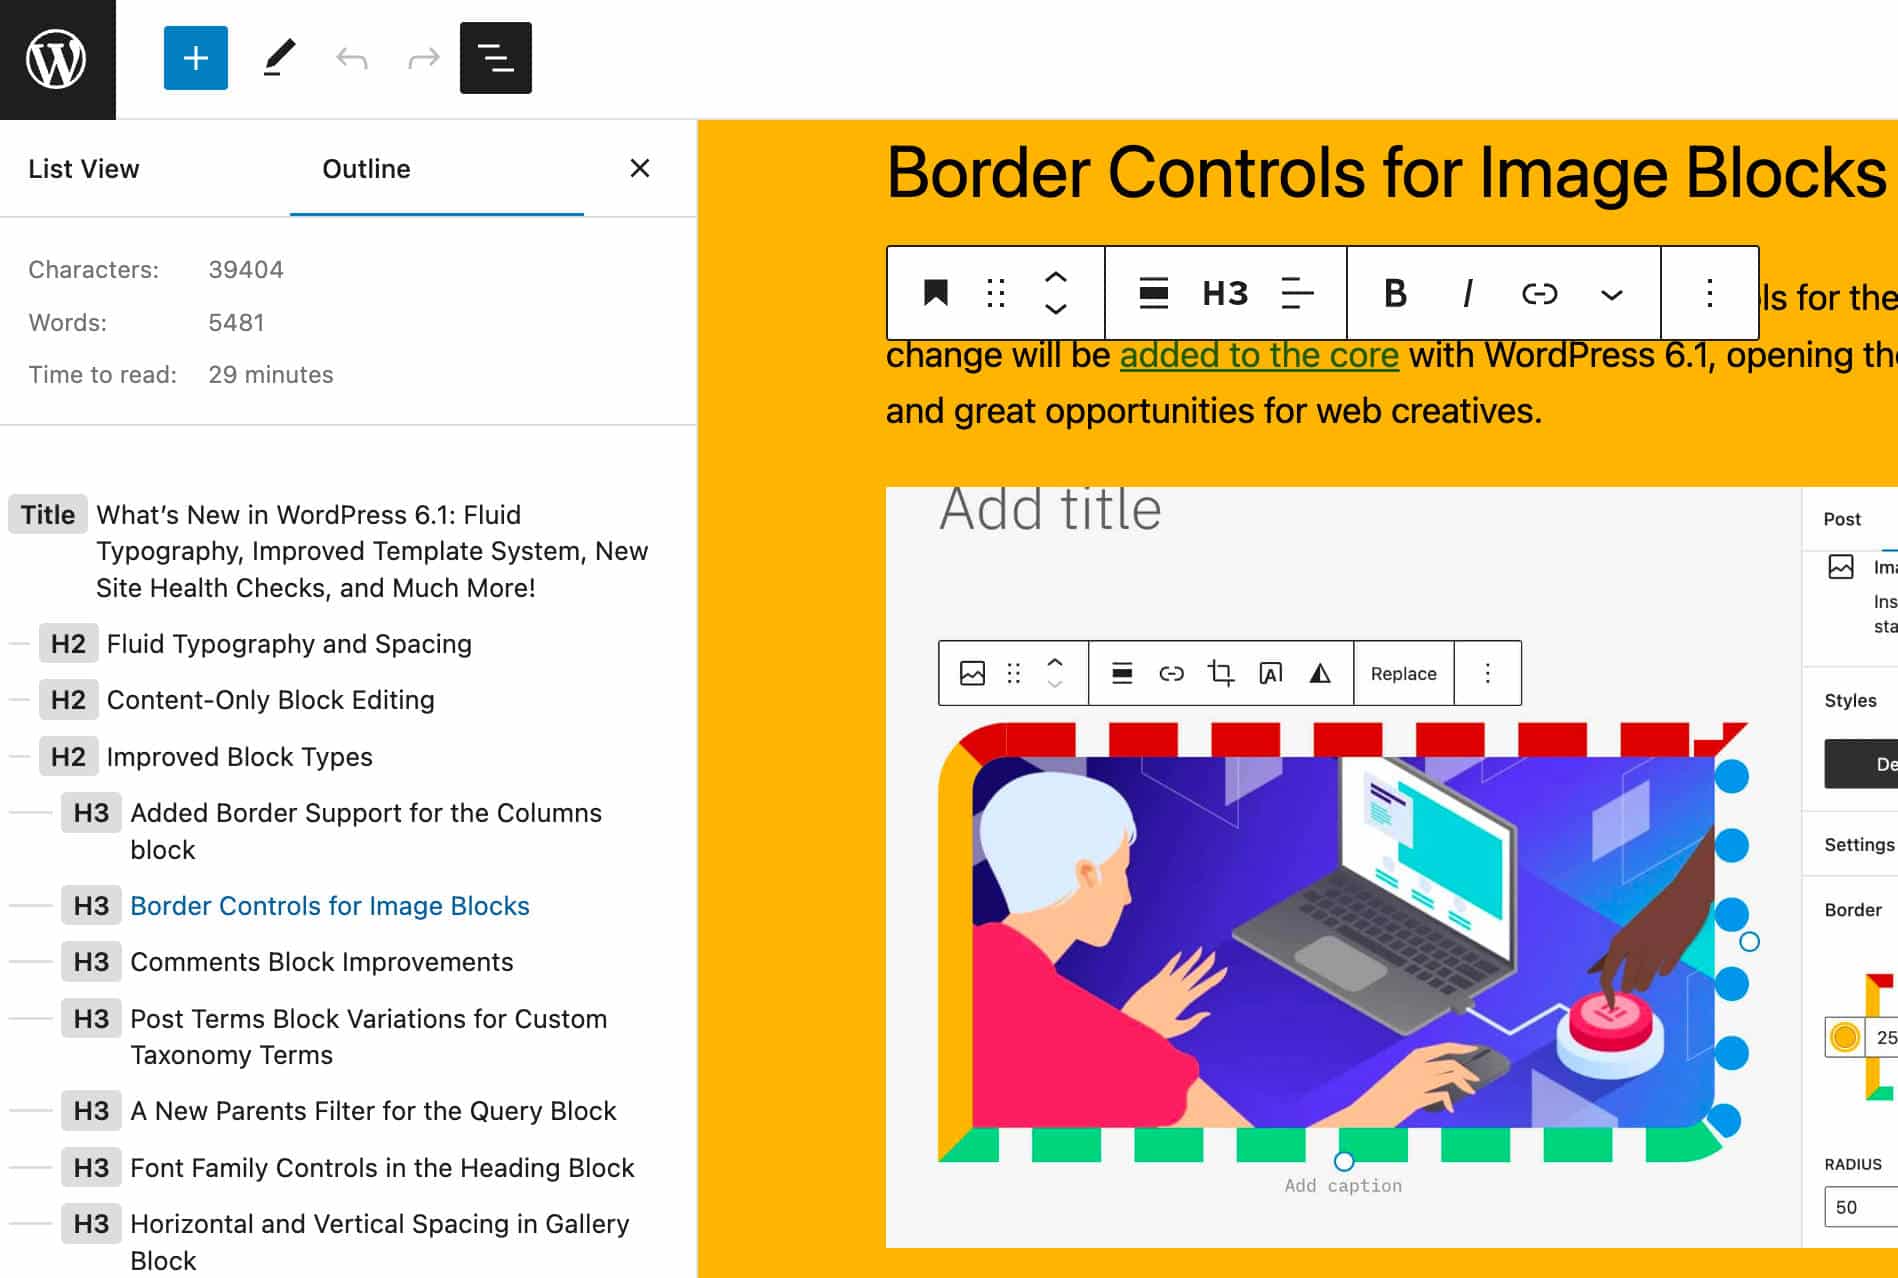 List View
Outline
Characters: 39404
Words: 5481
Time to read: 29 minutes
Title What's New in WordPress 6.1: Fluid
Typography, Improved Template System, New
Site Health Checks, and Much More!
H2 Fluid Typography and Spacing
H2 Content-Only Block Editing
H2 Improved Block Types
H3 Added Border Support for the Columns
block
H3 Border Controls for Image Blocks
H3 Comments Block Improvements
H3 Post Terms Block Variations for Custom
Taxonomy Terms
H3 A New Parents Filter for the Query Block
H3 Font Family Controls in the Heading Block
H3 Horizontal and Vertical Spacing in Gallery
Block
Border Controls for Image Blocks
H3 B I
for the
change will be added to the core with WordPress 6.1, opening
and great opportunities for web creatives.
Add title
Replace
Add caption
Post
Styles
Settings
Border
25
RADIUS
50